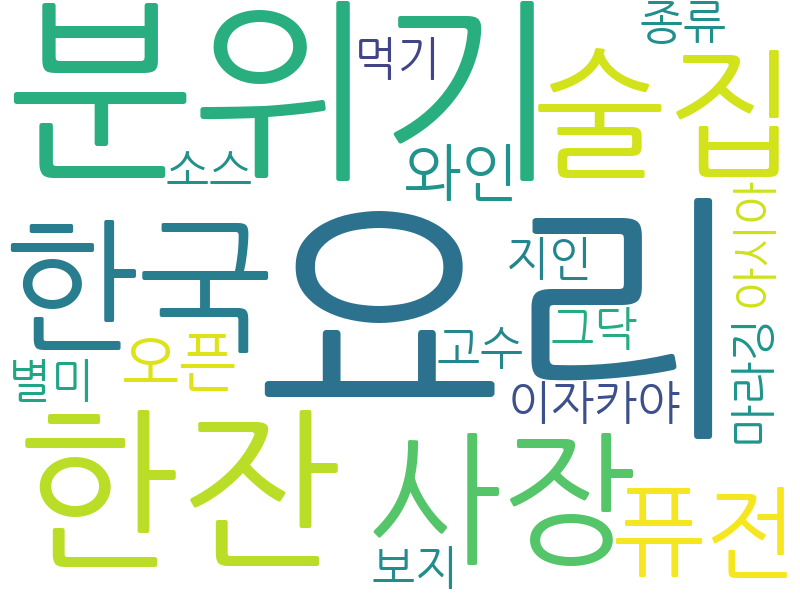 분위기
술집
종류
먹기
소스
와인
한국
요리
지인
아시아
오픈
고수
그닥
별미
이자카야
마라깅
한잔
사장
퓨전
보지